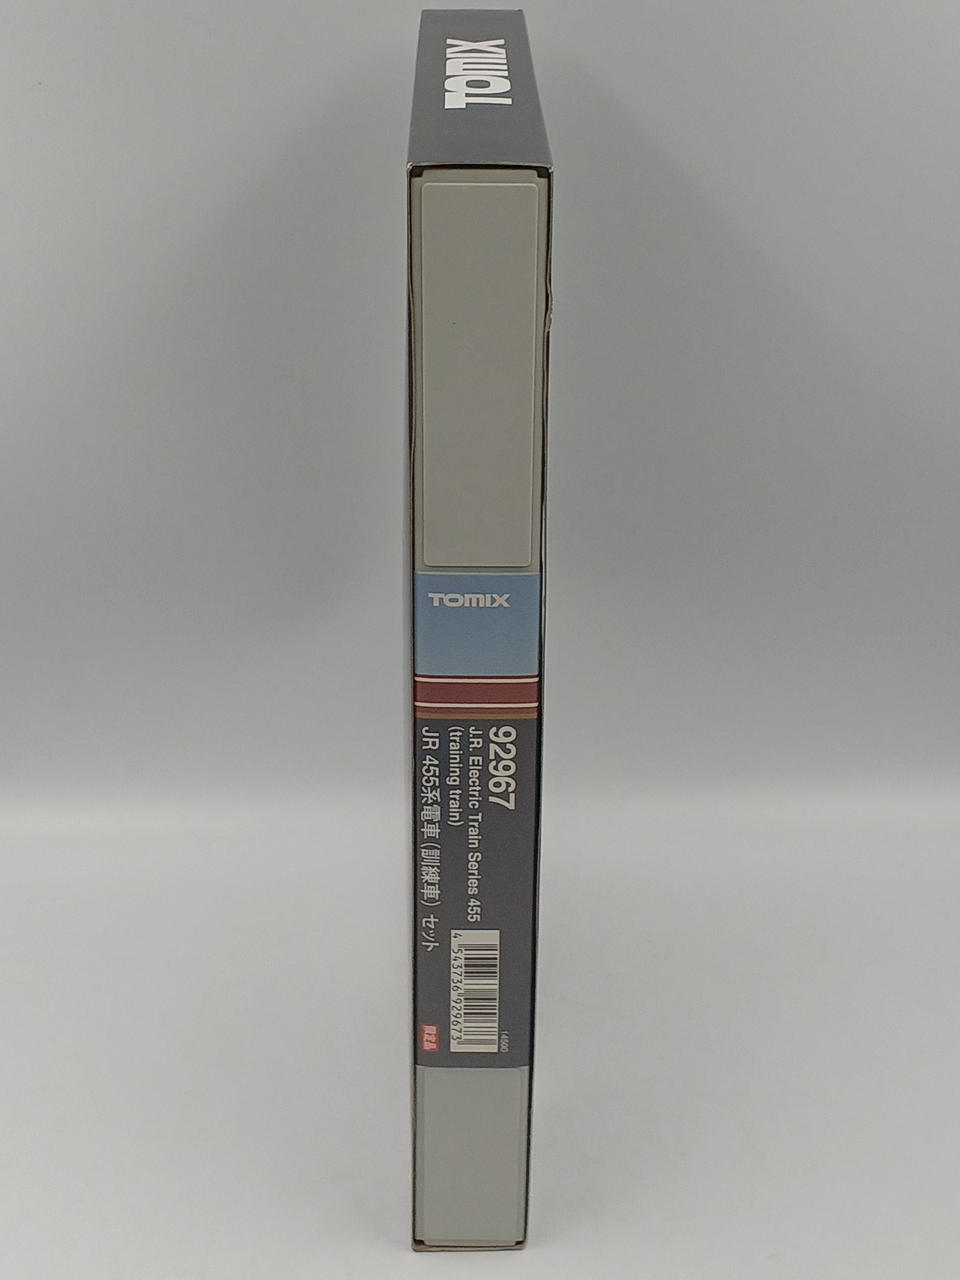 TOMIX
TOMIX
92967
J.R. Electric Train Series 455
(training train)
JR 455系電車 (訓練車) セット
4 543736 929673
14500
限定品